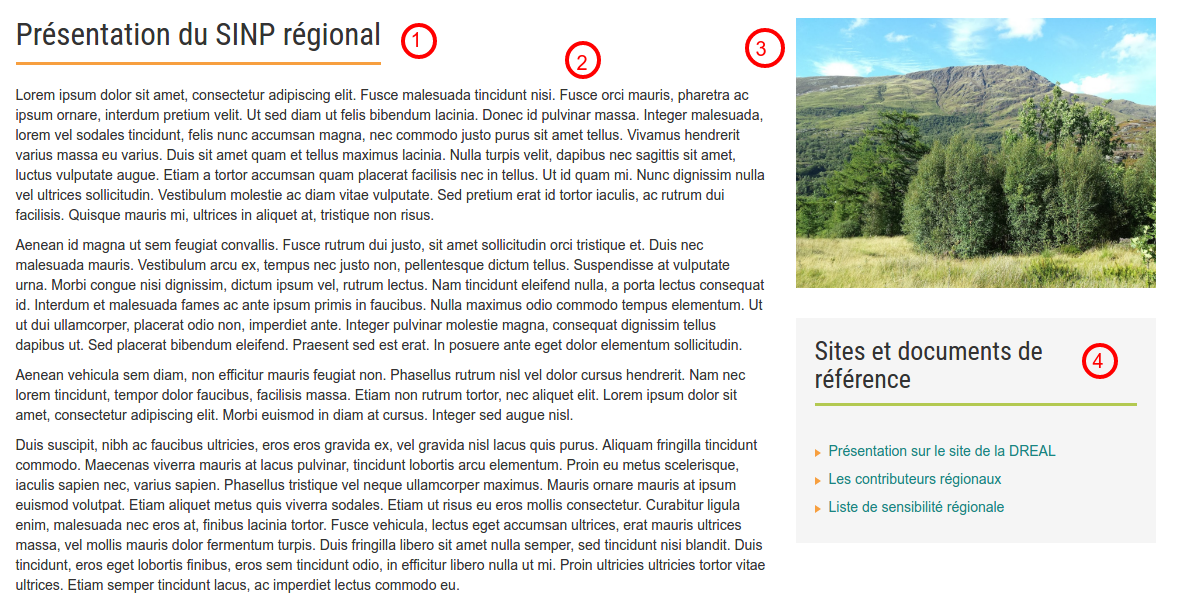 Présentation du SINP régional
1
2
3
Lorem ipsum dolor sit amet, consectetur adipiscing elit. Fusce malesuada tincidunt nisi. Fusce orci mauris, pharetra ac
ipsum ornare, interdum pretium velit. Ut sed diam ut felis bibendum lacinia. Donec id pulvinar massa. Integer malesuada,
lorem vel sodales tincidunt, felis nunc accumsan magna, nec commodo justo purus sit amet tellus. Vivamus hendrerit
varius massa eu varius. Duis sit amet quam et tellus maximus lacinia. Nulla turpis velit, dapibus nec sagittis sit amet,
luctus vulputate augue. Etiam a tortor accumsan quam placerat facilisis nec in tellus. Ut id quam mi. Nunc dignissim nulla
vel ultrices sollicitudin. Vestibulum molestie ac diam vitae vulputate. Sed pretium erat id tortor iaculis, ac rutrum dui
facilisis. Quisque mauris mi, ultrices in aliquet at, tristique non risus.
Aenean id magna ut sem feugiat convallis. Fusce rutrum dui justo, sit amet sollicitudin orci tristique et. Duis nec
malesuada mauris. Vestibulum arcu ex, tempus nec justo non, pellentesque dictum tellus. Suspendisse at vulputate
urna. Morbi congue nisi dignissim, dictum ipsum vel, rutrum lectus. Nam tincidunt eleifend nulla, a porta lectus consequat
id. Interdum et malesuada fames ac ante ipsum primis in faucibus. Nulla maximus odio commodo tempus elementum. Ut
ut dui ullamcorper, placerat odio non, imperdiet ante. Integer pulvinar molestie magna, consequat dignissim tellus
dapibus ut. Sed placerat bibendum eleifend. Praesent sed est erat. In posuere ante eget dolor elementum sollicitudin.
Aenean vehicula sem diam, non efficitur mauris feugiat non. Phasellus rutrum nisl vel dolor cursus hendrerit. Nam nec
lorem tincidunt, tempor dolor faucibus, facilisis massa. Etiam non rutrum tortor, nec aliquet elit. Lorem ipsum dolor sit
amet, consectetur adipiscing elit. Morbi euismod in diam at cursus. Integer sed augue nisl.
Duis suscipit, nibh ac faucibus ultricies, eros eros gravida ex, vel gravida nisl lacus quis purus. Aliquam fringilla tincidunt
commodo. Maecenas viverra mauris at lacus pulvinar, tincidunt lobortis arcu elementum. Proin eu metus scelerisque,
iaculis sapien nec, varius sapien. Phasellus tristique vel neque ullamcorper maximus. Mauris ornare mauris at ipsum
euismod volutpat. Etiam aliquet metus quis viverra sodales. Etiam ut risus eu eros mollis consectetur. Curabitur ligula
enim, malesuada nec eros at, finibus lacinia tortor. Fusce vehicula, lectus eget accumsan ultrices, erat mauris ultrices
massa, vel mollis mauris dolor fermentum turpis. Duis fringilla libero sit amet nulla semper, sed tincidunt nisi blandit. Duis
tincidunt, eros eget lobortis finibus, eros sem tincidunt odio, in efficitur libero nulla ut mi. Proin ultricies ultricies tortor vitae
ultrices. Etiam semper tincidunt lacus, ac imperdiet lectus commodo eu.
Sites et documents de
référence
4
Présentation sur le site de la DREAL
Les contributeurs régionaux
Liste de sensibilité régionale